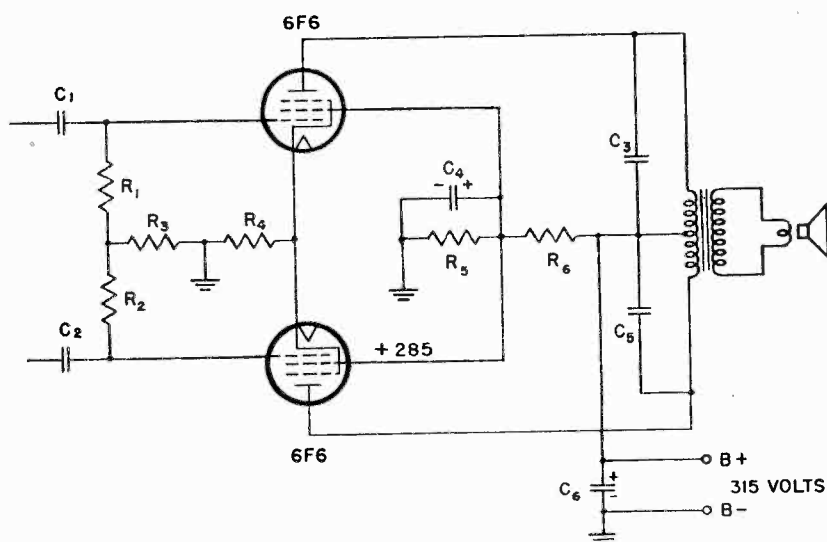 6F6
C1
C3
R1
C4
- +
R3
R4
R5
R6
R2
C2
+285
C5
6F6
B+
+
C6
-
315 VOLTS
B-